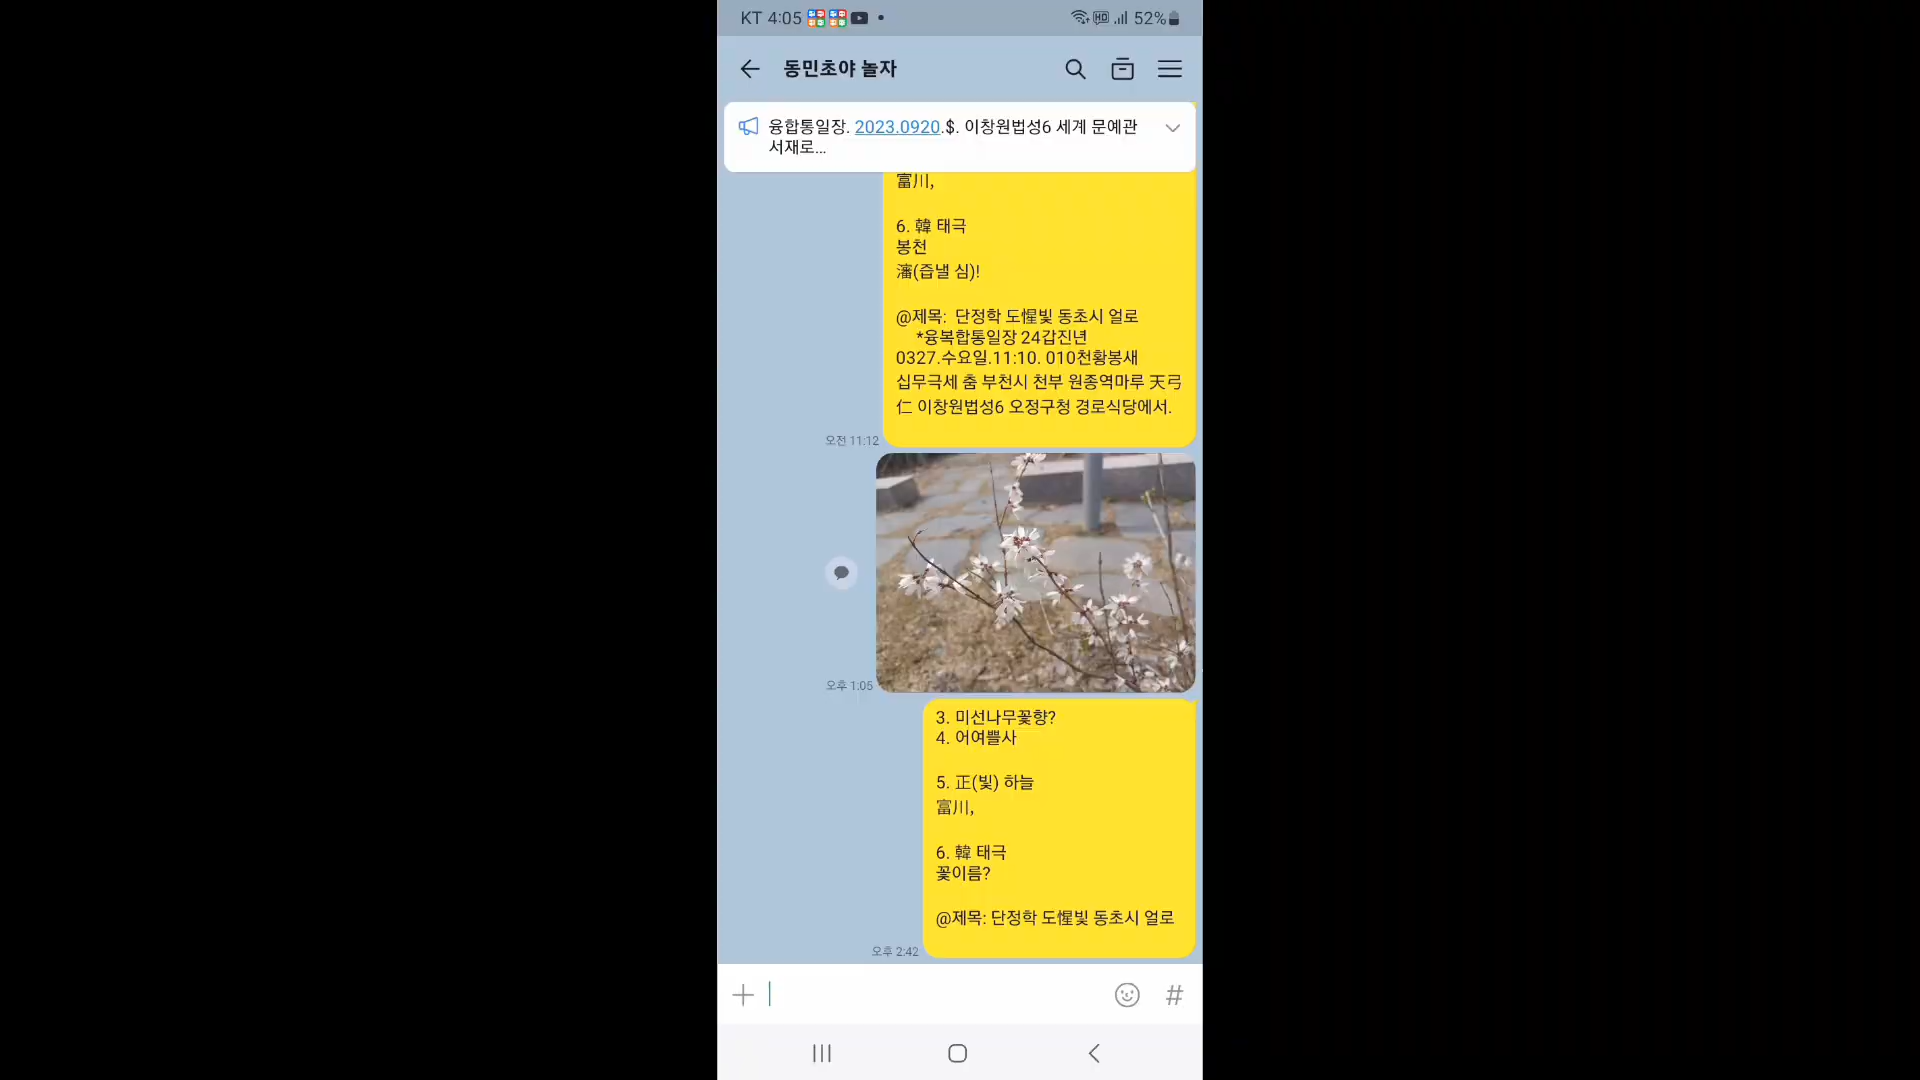 KT 4:05
HD 52%
동민초야 놀자
융합통일장. 2023.0920.$. 이창원법성6 세계 문예관
서재로...
富川,
6. 韓 태극
봉천
瀋(즙낼 심)!
@제목: 단정학 도惺빛 동초시 얼로
*융복합통일장 24갑진년
0327.수요일.11:10. 010천황봉새
십무극세 춤 부천시 천부 원종역마루 天弓
仁 이창원법성6 오정구청 경로식당에서.
오전 11:12
오후 1:05
3. 미선나무꽃향?
4. 어여쁠사
5. 正(빛) 하늘
富川,
6. 韓 태극
꽃이름?
@제목: 단정학 도惺빛 동초시 얼로
오후 2:42
#